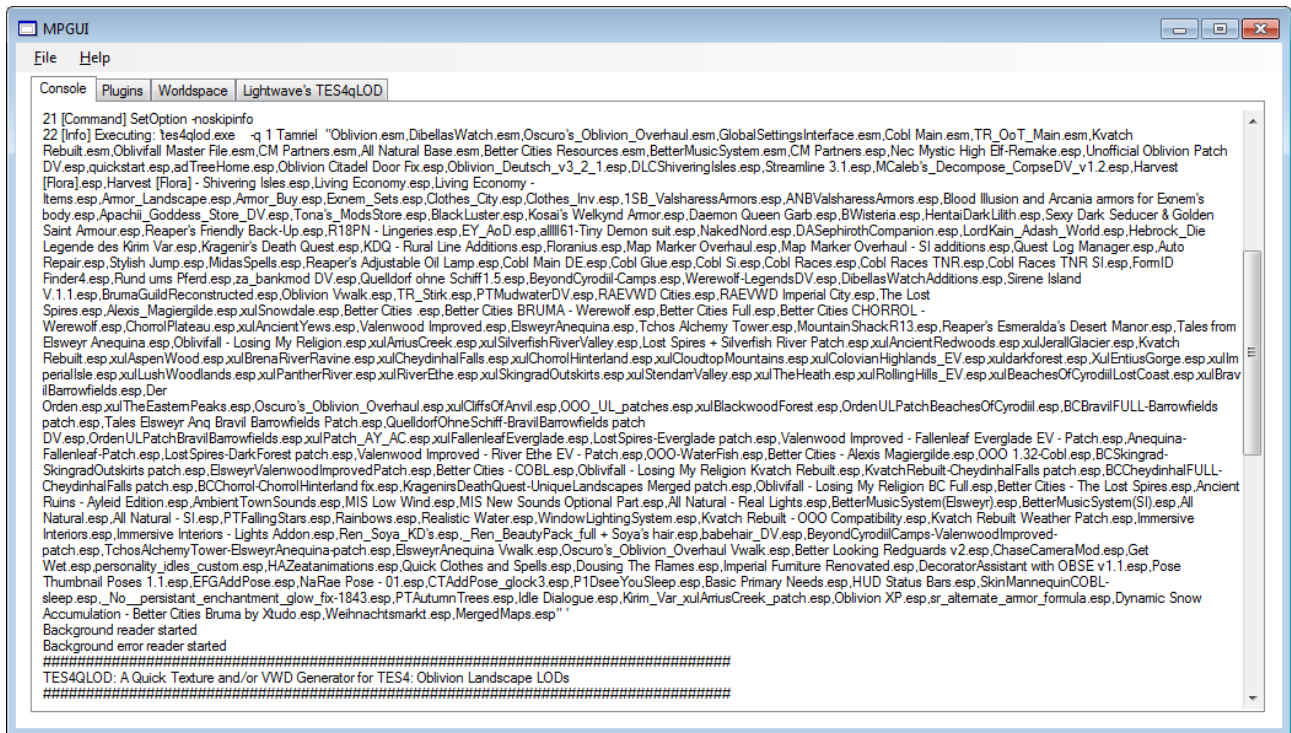 MPGUI
File Help
Console Plugins Worldspace Lightwave's TES4qLOD
21 [Command] SetOption -noskipinfo
22 [Info] Executing: 'tes4qlod.exe -q 1 Tamriel "Oblivion.esm,DibellasWatch.esm,Oscuro's_Oblivion_Overhaul.esm,GlobalSettingsInterface.esm,Cobl Main.esm,TR_OoT_Main.esm,Kvatch
Rebuilt.esm,Oblivifall Master File.esm,CM Partners.esm,All Natural Base.esm,Better Cities Resources.esm,BetterMusicSystem.esm,CM Partners.esp,Nec Mystic High Elf-Remake.esp,Unofficial Oblivion Patch
DV.esp,quickstart.esp,adTreeHome.esp,Oblivion Citadel Door Fix.esp,Oblivion_Deutsch_v3_2_1.esp,DLCShiveringIsles.esp,Streamline 3.1.esp,MCaleb's_Decompose_CorpseDV_v1.2.esp,Harvest
[Flora].esp,Harvest [Flora] - Shivering Isles.esp,Living Economy.esp,Living Economy -
Items.esp,Armor_Landscape.esp,Armor_Buy.esp,Exnem_Sets.esp,Clothes_City.esp,Clothes_Inv.esp,1SB_ValsharessArmors.esp,ANBValsharessArmors.esp,Blood Illusion and Arcania armors for Exnem's
body.esp,Apachii_Goddess_Store_DV.esp,Tona's_ModsStore.esp,BlackLuster.esp,Kosai's Welkynd Armor.esp,Daemon Queen Garb.esp,BWisteria.esp,HentaiDarkLilith.esp,Sexy Dark Seducer & Golden
Saint Armour.esp,Reaper's Friendly Back-Up.esp,R18PN - Lingeries.esp,EY_AoD.esp,allllI61-Tiny Demon suit.esp,NakedNord.esp,DASephirothCompanion.esp,LordKain_Adash_World.esp,Hebrock_Die
Legende des Kirim Var.esp,Kragenir's Death Quest.esp,KDQ - Rural Line Additions.esp,Floranius.esp,Map Marker Overhaul.esp,Map Marker Overhaul - SI additions.esp,Quest Log Manager.esp,Auto
Repair.esp,Stylish Jump.esp,MidasSpells.esp,Reaper's Adjustable Oil Lamp.esp,Cobl Main DE.esp,Cobl Glue.esp,Cobl Si.esp,Cobl Races.esp,Cobl Races TNR.esp,Cobl Races TNR SI.esp,FormID
Finder4.esp,Rund ums Pferd.esp,za_bankmod DV.esp,Quelldorf ohne Schiff1.5.esp,BeyondCyrodiil-Camps.esp,Werewolf-LegendsDV.esp,DibellasWatchAdditions.esp,Sirene Island
V.1.1.esp,BrumaGuildReconstructed.esp,Oblivion Vwalk.esp,TR_Stirk.esp,PTMudwaterDV.esp,RAEVWD Cities.esp,RAEVWD Imperial City.esp,The Lost
Spires.esp,Alexis_Magiergilde.esp,xulSnowdale.esp,Better Cities .esp,Better Cities BRUMA - Werewolf.esp,Better Cities Full.esp,Better Cities CHORROL -
Werewolf.esp,ChorrolPlateau.esp,xulAncientYews.esp,Valenwood Improved.esp,ElsweyrAnequina.esp,Tchos Alchemy Tower.esp,MountainShackR13.esp,Reaper's Esmeralda's Desert Manor.esp,Tales from
Elsweyr Anequina.esp,Oblivifall - Losing My Religion.esp,xulArriusCreek.esp,xulSilverfishRiverValley.esp,Lost Spires + Silverfish River Patch.esp,xulAncientRedwoods.esp,xulJerallGlacier.esp,Kvatch
Rebuilt.esp,xulAspenWood.esp,xulBrenaRiverRavine.esp,xulCheydinhalFalls.esp,xulChorrolHinterland.esp,xulCloudtopMountains.esp,xulColovianHighlands_EV.esp,xuldarkforest.esp,XulEntiusGorge.esp,xulIm
perialIsle.esp,xulLushWoodlands.esp,xulPantherRiver.esp,xulRiverEthe.esp,xulSkingradOutskirts.esp,xulStendarrValley.esp,xulTheHeath.esp,xulRollingHills_EV.esp,xulBeachesOfCyrodiilLostCoast.esp,xulBrav
ilBarrowfields.esp,Der
Orden.esp,xulTheEasternPeaks.esp,Oscuro's_Oblivion_Overhaul.esp,xulCliffsOfAnvil.esp,OOO_UL_patches.esp,xulBlackwoodForest.esp,OrdenULPatchBeachesOfCyrodiil.esp,BCBravilFULL-Barrowfields
patch.esp,Tales Elsweyr Anq Bravil Barrowfields Patch.esp,QuelldorfOhneSchiff-BravilBarrowfields patch
DV.esp,OrdenULPatchBravilBarrowfields.esp,xulPatch_AY_AC.esp,xulFallenleafEverglade.esp,LostSpires-Everglade patch.esp,Valenwood Improved - Fallenleaf Everglade EV - Patch.esp,Anequina-
Fallenleaf-Patch.esp,LostSpires-DarkForest patch.esp,Valenwood Improved - River Ethe EV - Patch.esp,OOO-WaterFish.esp,Better Cities - Alexis Magiergilde.esp,OOO 1.32-Cobl.esp,BCSkingrad-
SkingradOutskirts patch.esp,ElsweyrValenwoodImprovedPatch.esp,Better Cities - COBL.esp,Oblivifall - Losing My Religion Kvatch Rebuilt.esp,KvatchRebuilt-CheydinhalFalls patch.esp,BCCheydinhalFULL-
CheydinhalFalls patch.esp,BCChorrol-ChorrolHinterland fix.esp,KragenirsDeathQuest-UniqueLandscapes Merged patch.esp,Oblivifall - Losing My Religion BC Full.esp,Better Cities - The Lost Spires.esp,Ancient
Ruins - Ayleid Edition.esp,AmbientTownSounds.esp,MIS Low Wind.esp,MIS New Sounds Optional Part.esp,All Natural - Real Lights.esp,BetterMusicSystem(Elsweyr).esp,BetterMusicSystem(SI).esp,All
Natural.esp,All Natural - SI.esp,PTFallingStars.esp,Rainbows.esp,Realistic Water.esp,WindowLightingSystem.esp,Kvatch Rebuilt - OOO Compatibility.esp,Kvatch Rebuilt Weather Patch.esp,Immersive
Interiors.esp,Immersive Interiors - Lights Addon.esp,Ren_Soya_KD's.esp,_Ren_BeautyPack_full + Soya's hair.esp,babehair_DV.esp,BeyondCyrodiilCamps-ValenwoodImproved-
patch.esp,TchosAlchemyTower-ElsweyrAnequina-patch.esp,ElsweyrAnequina Vwalk.esp,Oscuro's_Oblivion_Overhaul Vwalk.esp,Better Looking Redguards v2.esp,ChaseCameraMod.esp,Get
Wet.esp,personality_idles_custom.esp,HAZeatanimations.esp,Quick Clothes and Spells.esp,Dousing The Flames.esp,Imperial Furniture Renovated.esp,DecoratorAssistant with OBSE v1.1.esp,Pose
Thumbnail Poses 1.1.esp,EFGAddPose.esp,NaRae Pose - 01.esp,CTAddPose_glock3.esp,P1DseeYouSleep.esp,Basic Primary Needs.esp,HUD Status Bars.esp,SkinMannequinCOBL-
sleep.esp,_No__persistant_enchantment_glow_fix-1843.esp,PTAutumnTrees.esp,Idle Dialogue.esp,Kirim_Var_xulArriusCreek_patch.esp,Oblivion XP.esp,sr_alternate_armor_formula.esp,Dynamic Snow
Accumulation - Better Cities Bruma by Xtudo.esp,Weihnachtsmarkt.esp,MergedMaps.esp" '
Background reader started
Background error reader started
################################################################################
TES4QLOD: A Quick Texture and/or VWD Generator for TES4: Oblivion Landscape LODs
################################################################################